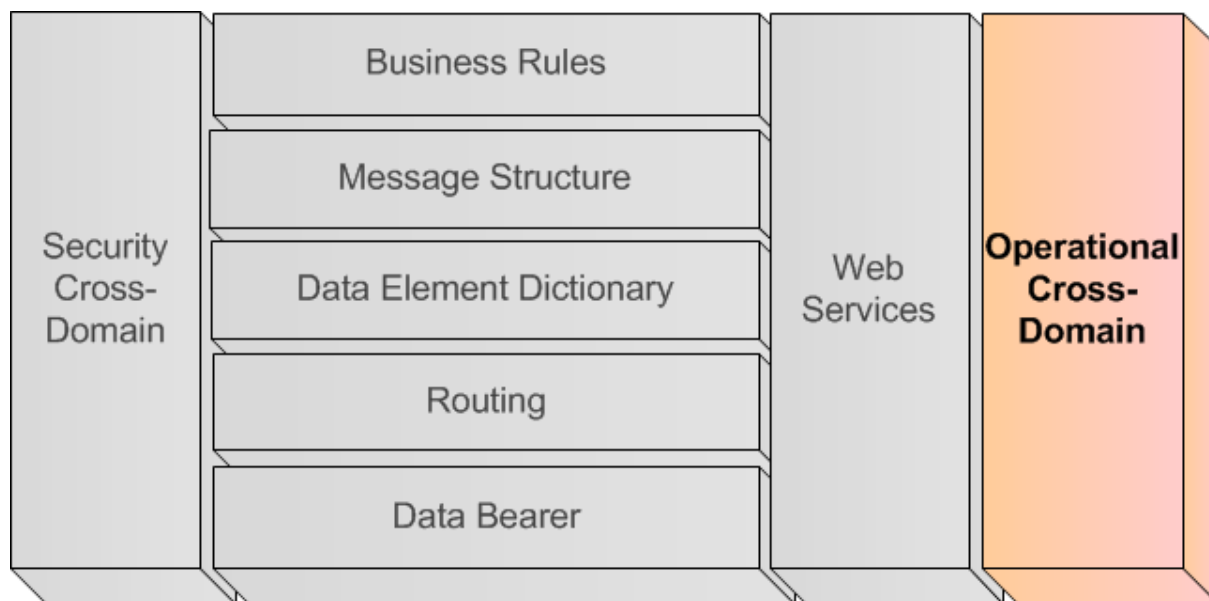 Security
Cross-
Domain
Business Rules
Message Structure
Data Element Dictionary
Routing
Data Bearer
Web
Services
Operational
Cross-
Domain